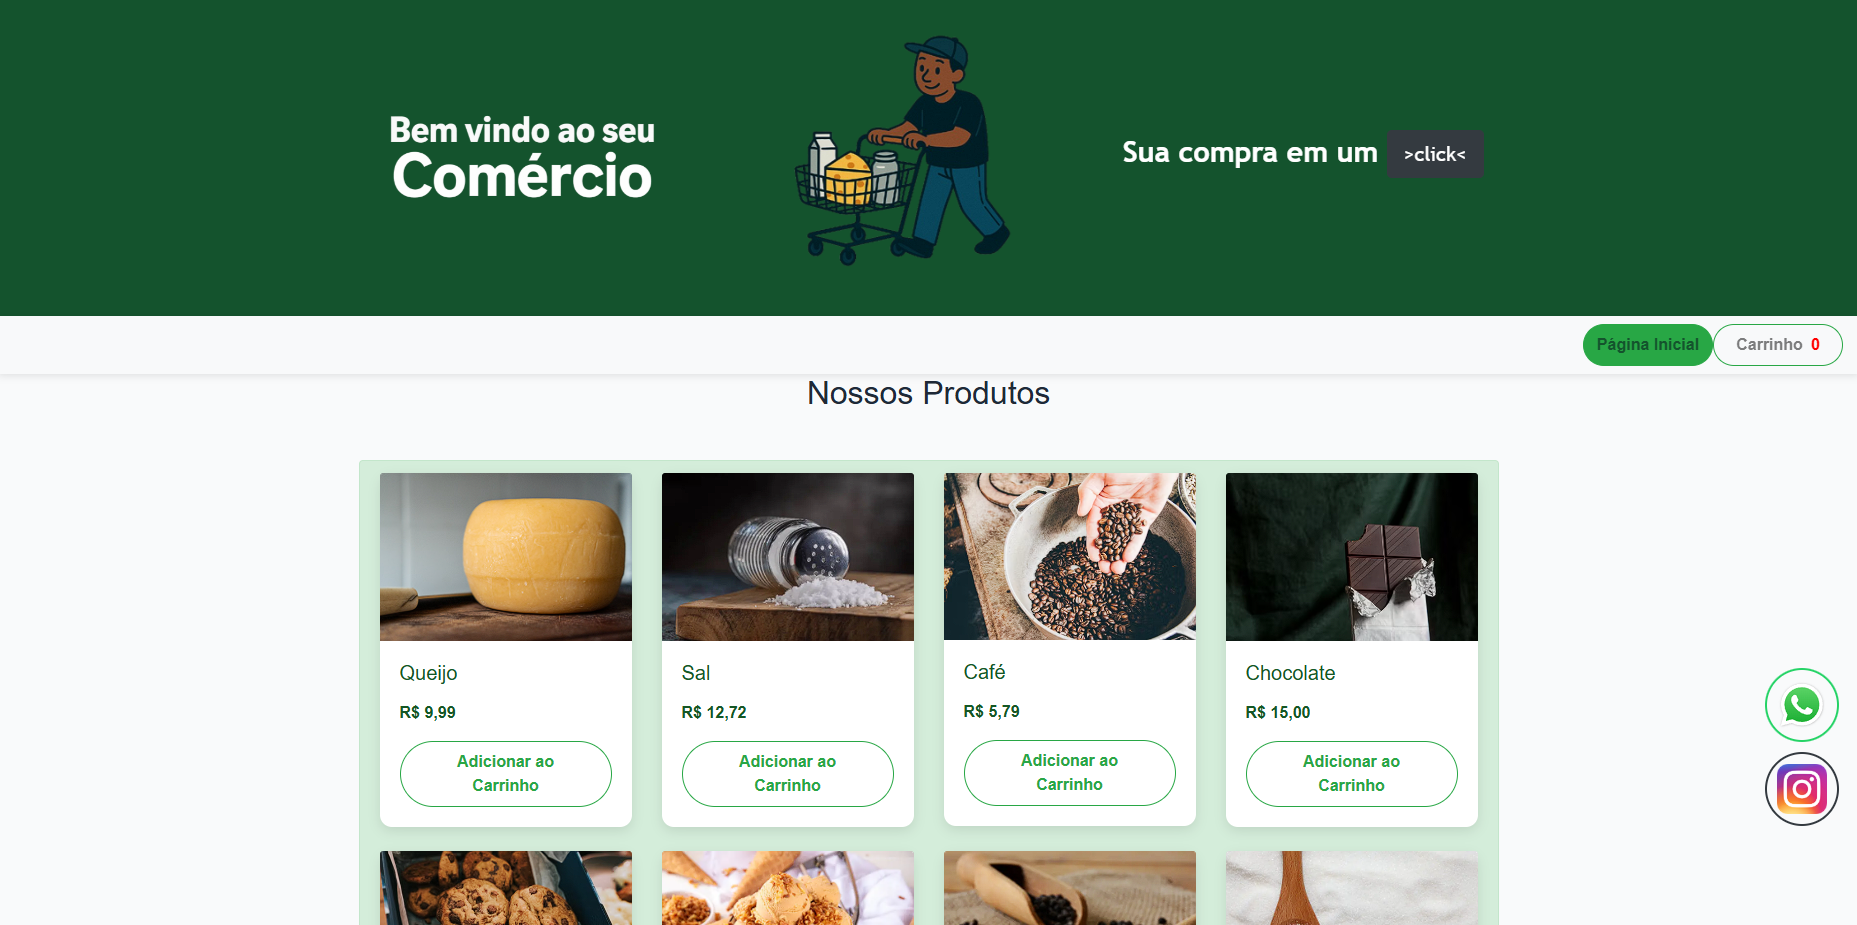 Bem vindo ao seu
Comércio
Sua compra em um >click<
Página Inicial
Carrinho 0
Nossos Produtos
Queijo
R$ 9,99
Adicionar ao
Carrinho
Sal
R$ 12,72
Adicionar ao
Carrinho
Café
R$ 5,79
Adicionar ao
Carrinho
Chocolate
R$ 15,00
Adicionar ao
Carrinho